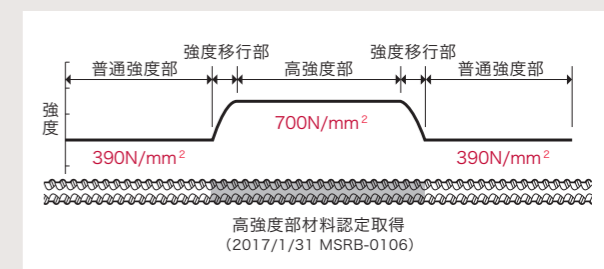 強度移行部 強度移行部
普通強度部 高強度部 普通強度部
強度
700N/mm²
390N/mm² 390N/mm²
高強度部材料認定取得
（2017/1/31 MSRB-0106）